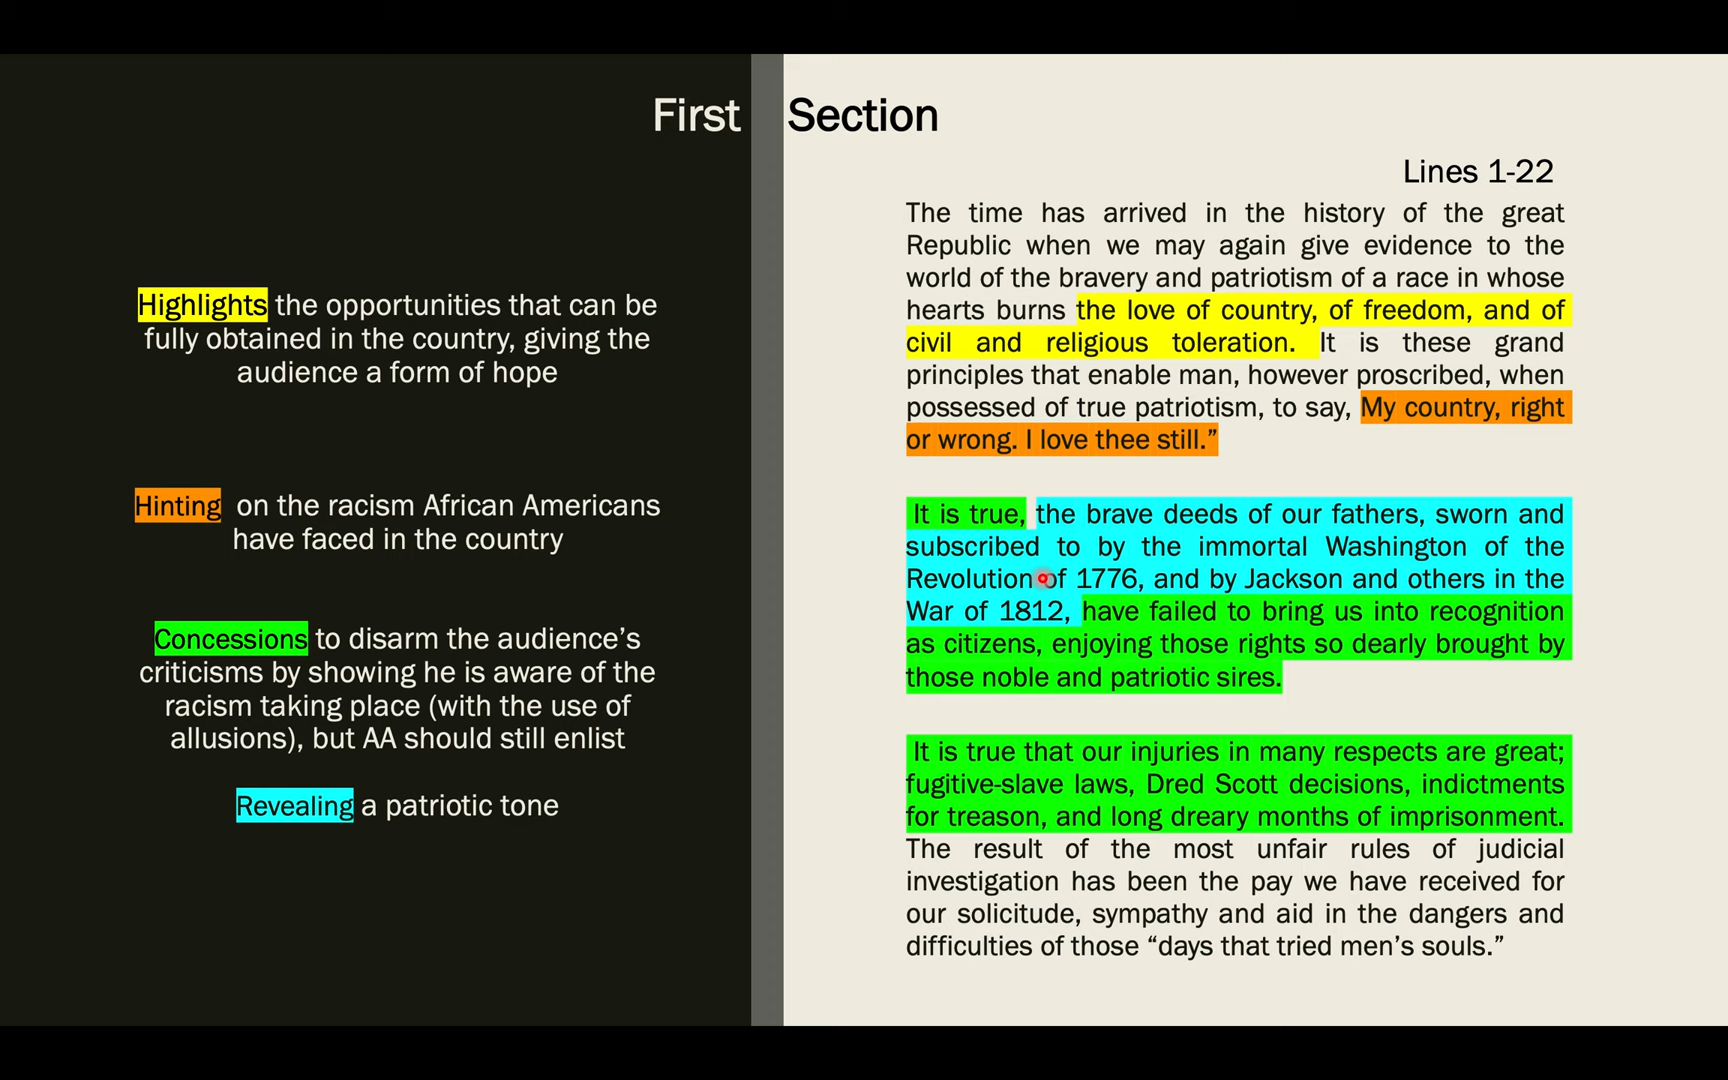 First Section
Highlights the opportunities that can be
fully obtained in the country, giving the
audience a form of hope
Hinting on the racism African Americans
have faced in the country
Concessions to disarm the audience’s
criticisms by showing he is aware of the
racism taking place (with the use of
allusions), but AA should still enlist
Revealing a patriotic tone
Lines 1-22
The time has arrived in the history of the great
Republic when we may again give evidence to the
world of the bravery and patriotism of a race in whose
hearts burns the love of country, of freedom, and of
civil and religious toleration. It is these grand
principles that enable man, however proscribed, when
possessed of true patriotism, to say, My country, right
or wrong. I love thee still.”
It is true, the brave deeds of our fathers, sworn and
subscribed to by the immortal Washington of the
Revolution of 1776, and by Jackson and others in the
War of 1812, have failed to bring us into recognition
as citizens, enjoying those rights so dearly brought by
those noble and patriotic sires.
It is true that our injuries in many respects are great;
fugitive-slave laws, Dred Scott decisions, indictments
for treason, and long dreary months of imprisonment.
The result of the most unfair rules of judicial
investigation has been the pay we have received for
our solicitude, sympathy and aid in the dangers and
difficulties of those “days that tried men’s souls.”